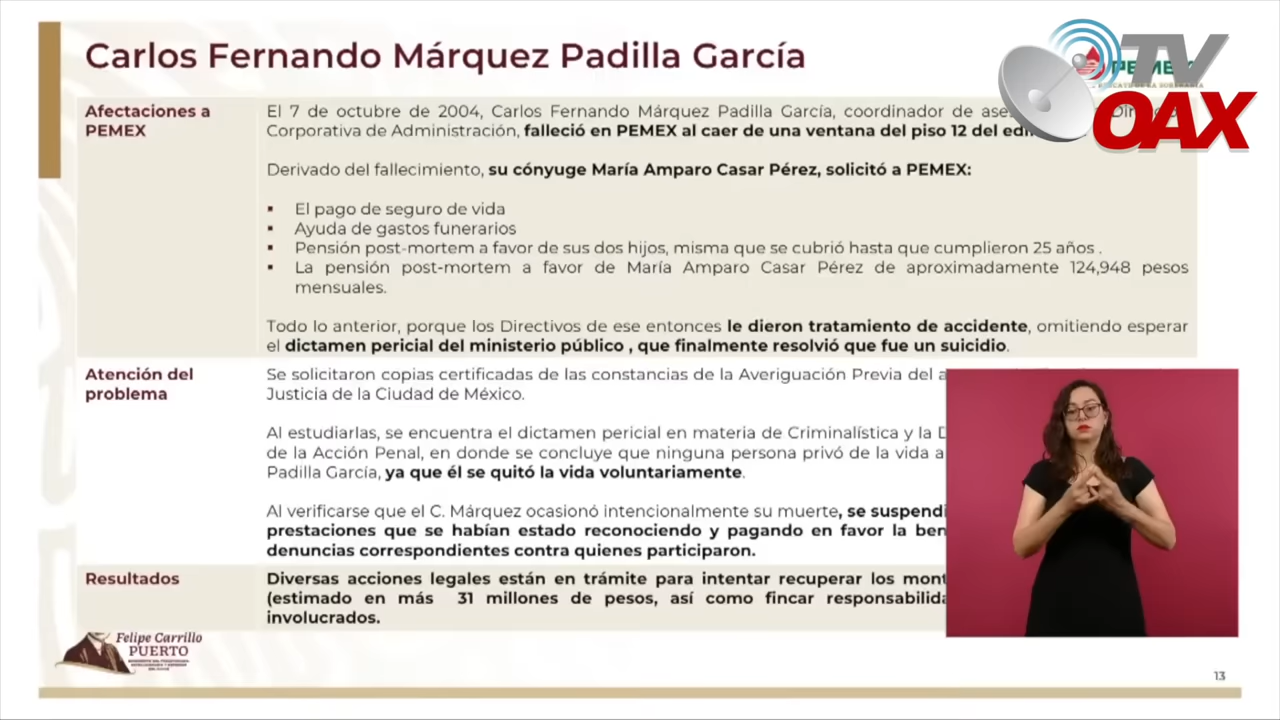 Carlos Fernando Márquez Padilla García
TV
OAX
PEMEX
Afectaciones a
PEMEX
El 7 de octubre de 2004, Carlos Fernando Márquez Padilla García, coordinador de
Corporativa de Administración, falleció en PEMEX al caer de una ventana del piso 12 del
Derivado del fallecimiento, su cónyuge María Amparo Casar Pérez, solicitó a PEMEX:
▪ El pago de seguro de vida
▪ Ayuda de gastos funerarios
▪ Pensión post-mortem a favor de sus dos hijos, misma que se cubrió hasta que cumplieron 25 años .
▪ La pensión post-mortem a favor de María Amparo Casar Pérez de aproximadamente 124,948 pesos
mensuales.
Todo lo anterior, porque los Directivos de ese entonces le dieron tratamiento de accidente, omitiendo esperar
el dictamen pericial del ministerio público , que finalmente resolvió que fue un suicidio.
Atención del
problema
Se solicitaron copias certificadas de las constancias de la Averiguación Previa del
Justicia de la Ciudad de México.
Al estudiarlas, se encuentra el dictamen pericial en materia de Criminalística y la
de la Acción Penal, en donde se concluye que ninguna persona privó de la vida a
Padilla García, ya que él se quitó la vida voluntariamente.
Al verificarse que el C. Márquez ocasionó intencionalmente su muerte, se
prestaciones que se habían estado reconociendo y pagando en favor la
denuncias correspondientes contra quienes participaron.
Resultados
Diversas acciones legales están en trámite para intentar recuperar los
(estimado en más 31 millones de pesos, así como fincar
involucrados.
Felipe Carrillo
PUERTO
13